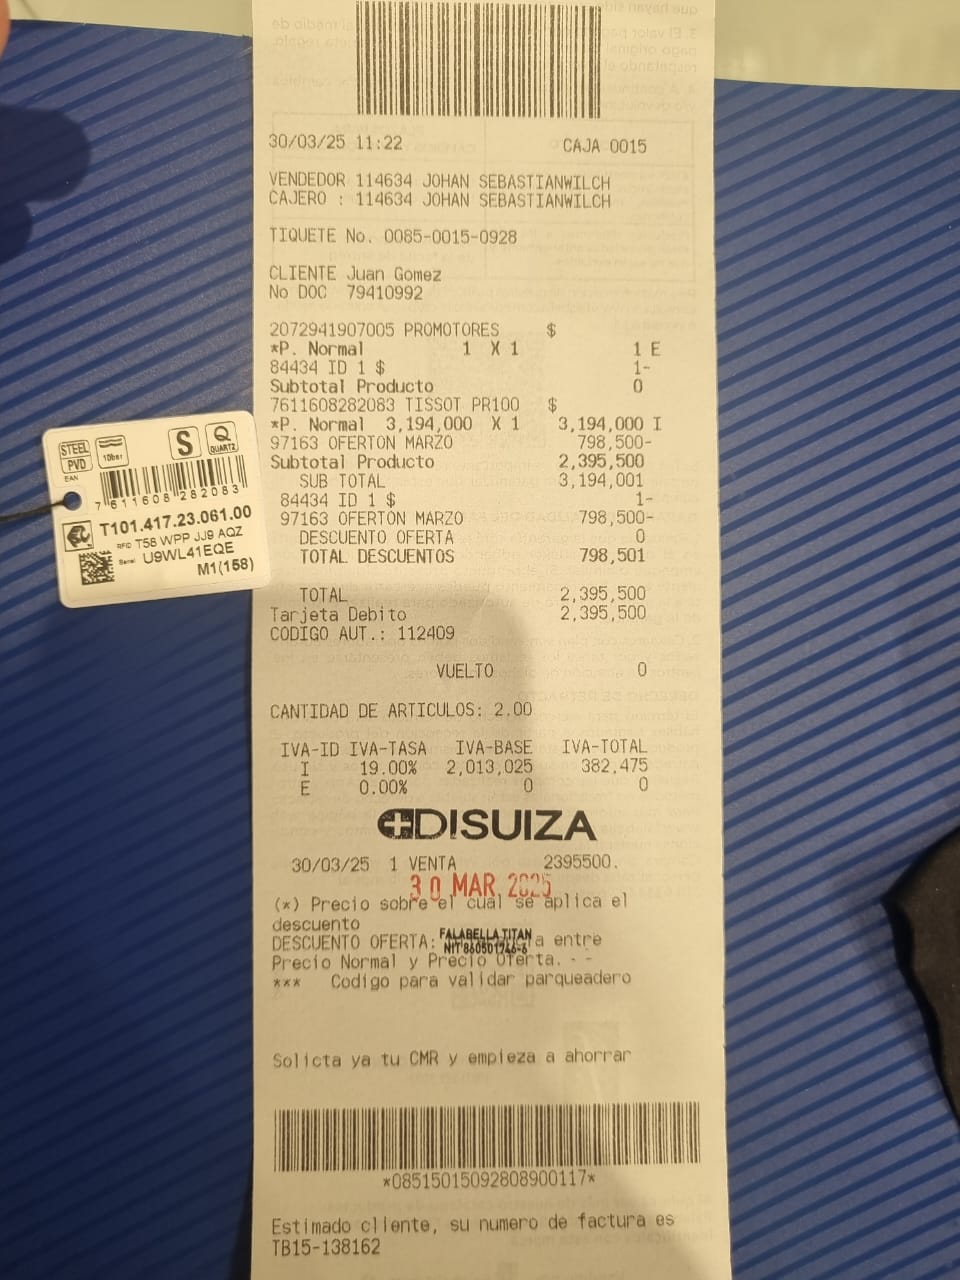 30/03/25 11:22 CAJA 0015
VENDEDOR 114634 JOHAN SEBASTIANWILCH
CAJERO : 114634 JOHAN SEBASTIANWILCH
TIQUETE No. 0085-0015-0928
CLIENTE Juan Gomez
No DOC 79410992
2072941907005 PROMOTORES $
*P. Normal 1 X 1 1 E
84434 ID 1 $ 1-
Subtotal Producto 0
7611608282083 TISSOT PR100 $
*P. Normal 3,194,000 X 1 3,194,000 I
97163 OFERTON MARZO 798,500-
Subtotal Producto 2,395,500
SUB TOTAL 3,194,001
84434 ID 1 $ 1-
97163 OFERTON MARZO 798,500-
DESCUENTO OFERTA 0
TOTAL DESCUENTOS 798,501
TOTAL 2,395,500
Tarjeta Debito 2,395,500
CODIGO AUT.: 112409
VUELTO 0
CANTIDAD DE ARTICULOS: 2.00
IVA-ID IVA-TASA IVA-BASE IVA-TOTAL
I 19.00% 2,013,025 382,475
E 0.00% 0 0
DISUIZA
30/03/25 1 VENTA 2395500.
30 MAR. 2025
(*) Precio sobre el cual se aplica el
descuento
FALABELLA TITAN
NIT 860501746-6
DESCUENTO OFERTA: a entre
Precio Normal y Precio Oferta. - -
*** Codigo para validar parqueadero
Solicta ya tu CMR y empieza a ahorrar
*08515015092808900117*
Estimado cliente, su numero de factura es
TB15-138162
STEEL
PVD
10bar
S
Q
QUARTZ
EAN
7 611608 282083
T101.417.23.061.00
RFID T58 WPP JJ9 AQZ
Serial U9WL41EQE
M1(158)